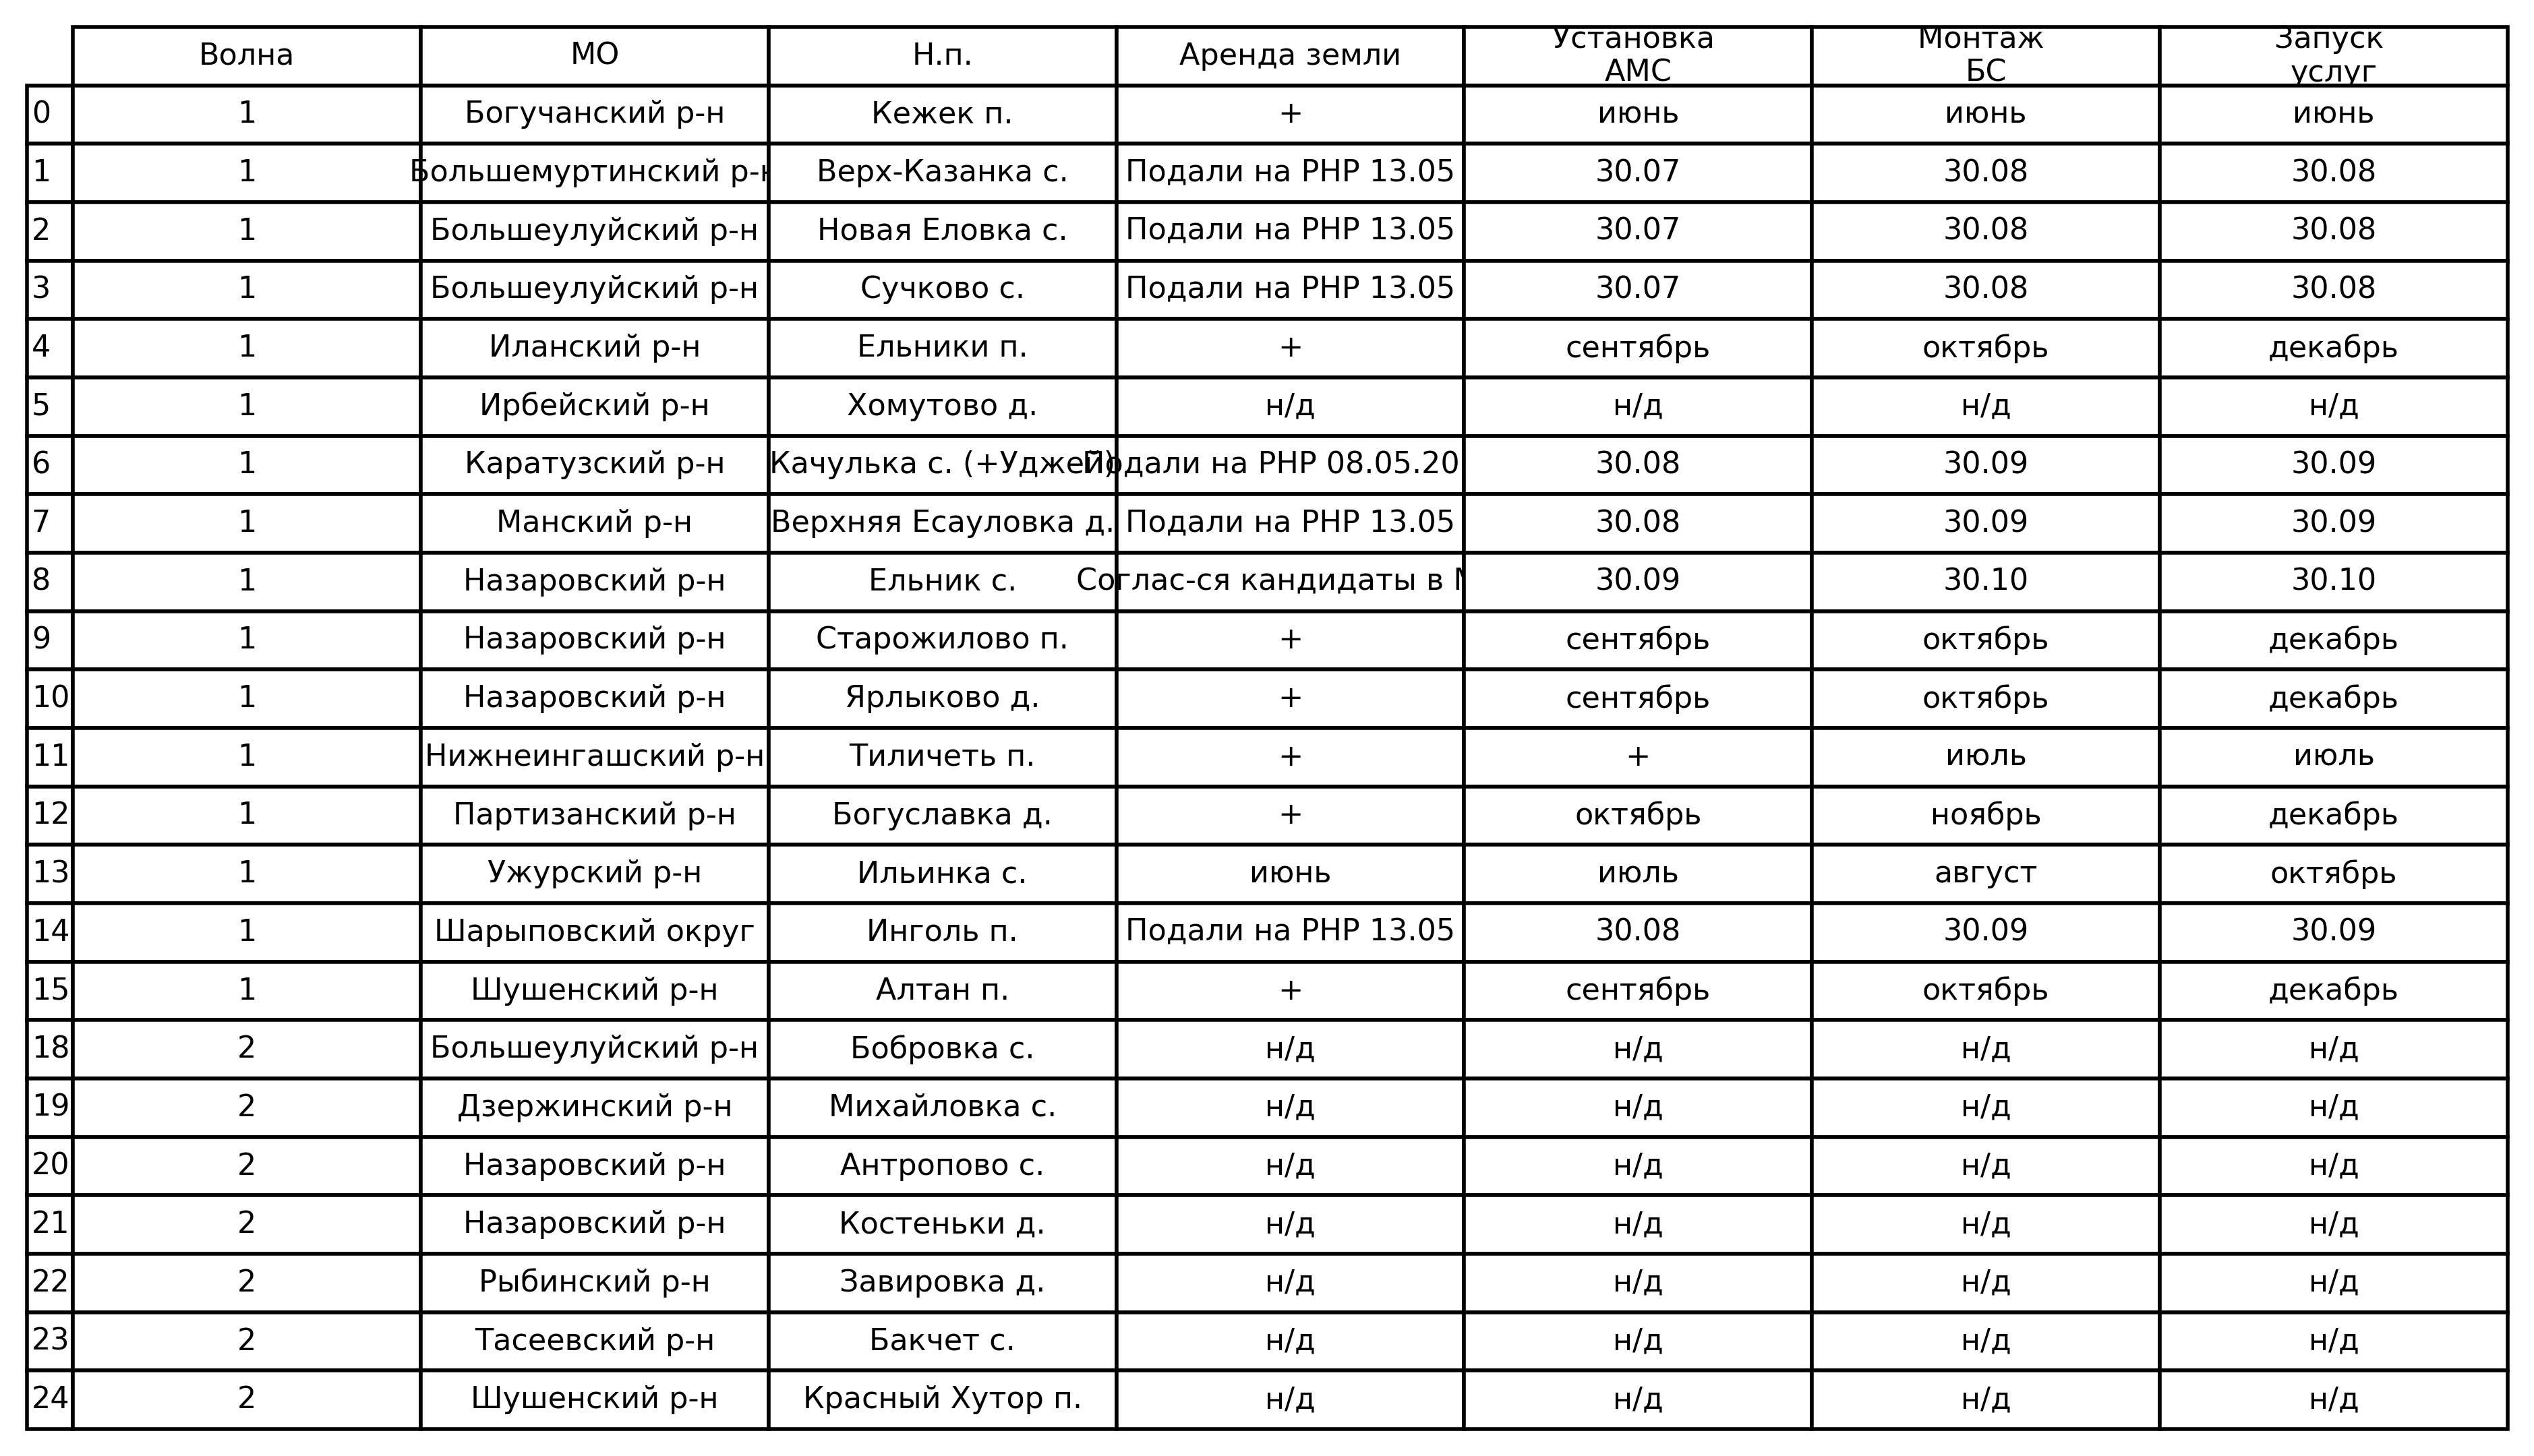 Волна МО Н.п. Аренда земли Установка АМС Монтаж БС Запуск услуг
0 1 Богучанский р-н Кежек п. + июнь июнь июнь
1 1 Большемуртинский р-н Верх-Казанка с. Подали на РНР 13.05 30.07 30.08 30.08
2 1 Большеулуйский р-н Новая Еловка с. Подали на РНР 13.05 30.07 30.08 30.08
3 1 Большеулуйский р-н Сучково с. Подали на РНР 13.05 30.07 30.08 30.08
4 1 Иланский р-н Ельники п. + сентябрь октябрь декабрь
5 1 Ирбейский р-н Хомутово д. н/д н/д н/д н/д
6 1 Каратузский р-н Качулька с. (+Уджей) Подали на РНР 08.05.20 30.08 30.09 30.09
7 1 Манский р-н Верхняя Есауловка д. Подали на РНР 13.05 30.08 30.09 30.09
8 1 Назаровский р-н Ельник с. Соглас-ся кандидаты в 30.09 30.10 30.10
9 1 Назаровский р-н Старожилово п. + сентябрь октябрь декабрь
10 1 Назаровский р-н Ярлыково д. + сентябрь октябрь декабрь
11 1 Нижнеингашский р-н Тиличеть п. + + июль июль
12 1 Партизанский р-н Богуславка д. + октябрь ноябрь декабрь
13 1 Ужурский р-н Ильинка с. июнь июль август октябрь
14 1 Шарыповский округ Инголь п. Подали на РНР 13.05 30.08 30.09 30.09
15 1 Шушенский р-н Алтан п. + сентябрь октябрь декабрь
18 2 Большеулуйский р-н Бобровка с. н/д н/д н/д н/д
19 2 Дзержинский р-н Михайловка с. н/д н/д н/д н/д
20 2 Назаровский р-н Антропово с. н/д н/д н/д н/д
21 2 Назаровский р-н Костеньки д. н/д н/д н/д н/д
22 2 Рыбинский р-н Завировка д. н/д н/д н/д н/д
23 2 Тасеевский р-н Бакчет с. н/д н/д н/д н/д
24 2 Шушенский р-н Красный Хутор п. н/д н/д н/д н/д